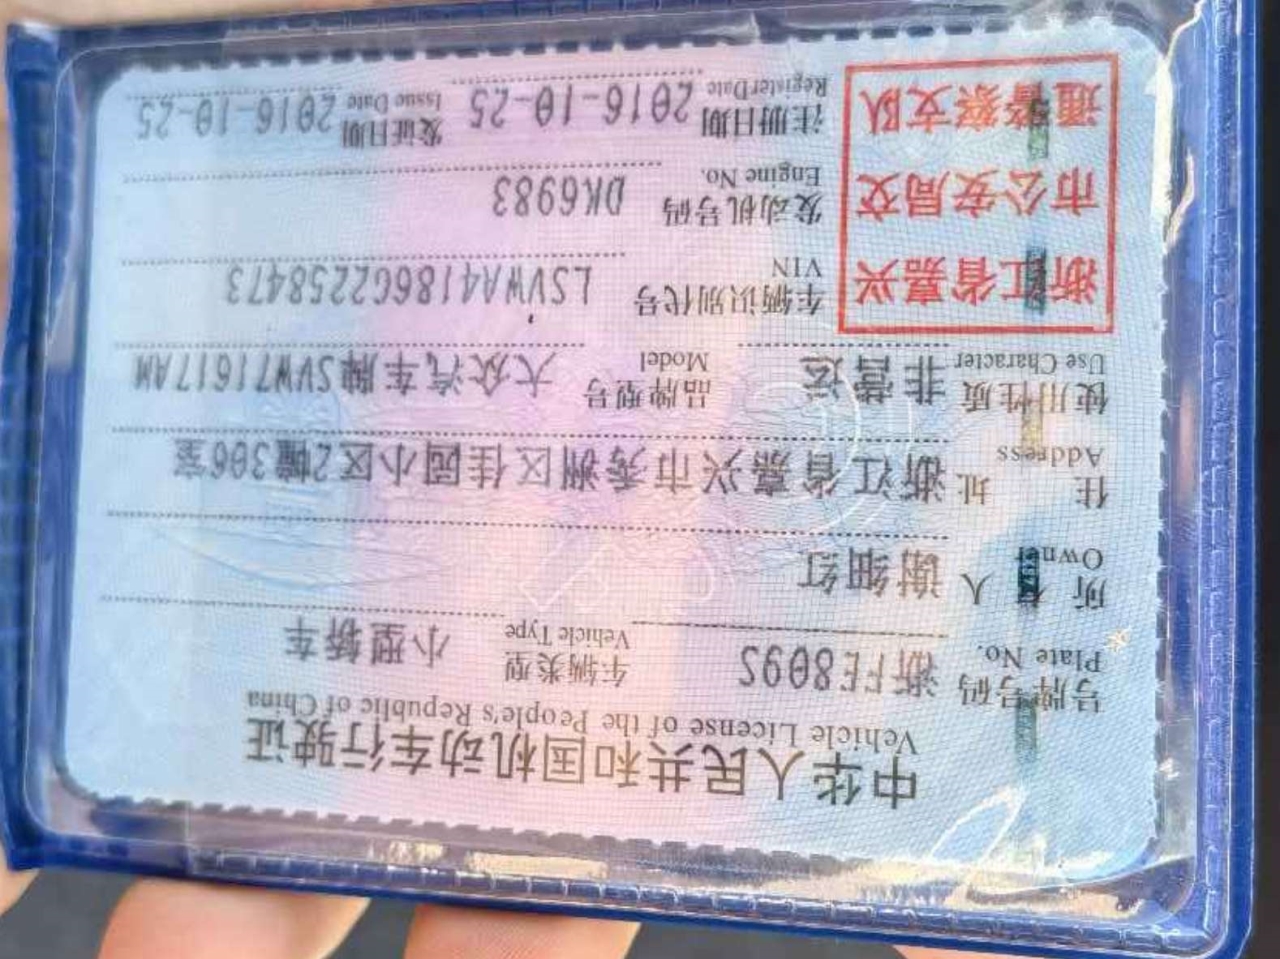 中华人民共和国机动车行驶证
Vehicle License of the People's Republic of China
号牌号码 浙FE809S 车辆类型 小型轿车
Plate No. Vehicle Type
所有人 谢细红
Owner
住 址 浙江省嘉兴市秀洲区佳园小区2幢306室
Address
使用性质 非营运 品牌型号 大众汽车牌SVW71617AM
Use Character Model
浙江省嘉兴
市公安局交
通警察支队
车辆识别代号 LSVWA4186G2258473
VIN
发动机号码 DK6983
Engine No.
注册日期 2016-10-25 发证日期 2016-10-25
Register Date Issue Date